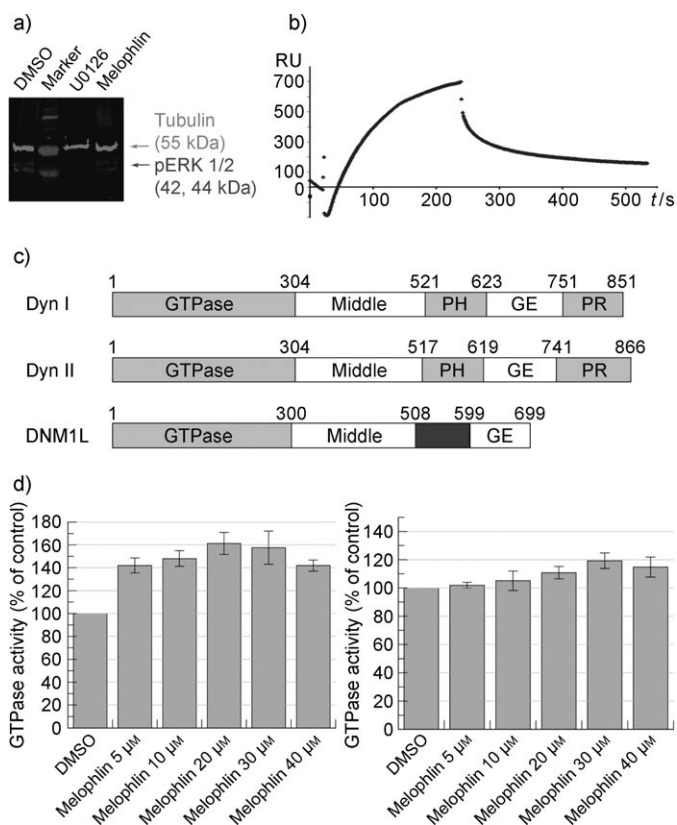 a)
DMSO
Marker
U0126
Melophlin
Tubulin
(55 kDa)
pERK 1/2
(42, 44 kDa)
b)
RU
700
500
300
100
0
100 200 300 400 500 t/s
c)
1 304 521 623 751 851
Dyn I GTPase Middle PH GE PR
1 304 517 619 741 866
Dyn II GTPase Middle PH GE PR
1 300 508 599 699
DNM1L GTPase Middle GE
d)
GTPase activity (% of control)
180
160
140
120
100
80
60
40
20
0
DMSO
Melophlin 5 μM
Melophlin 10 μM
Melophlin 20 μM
Melophlin 30 μM
Melophlin 40 μM
GTPase activity (% of control)
140
120
100
80
60
40
20
0
DMSO
Melophlin 5 μM
Melophlin 10 μM
Melophlin 20 μM
Melophlin 30 μM
Melophlin 40 μM